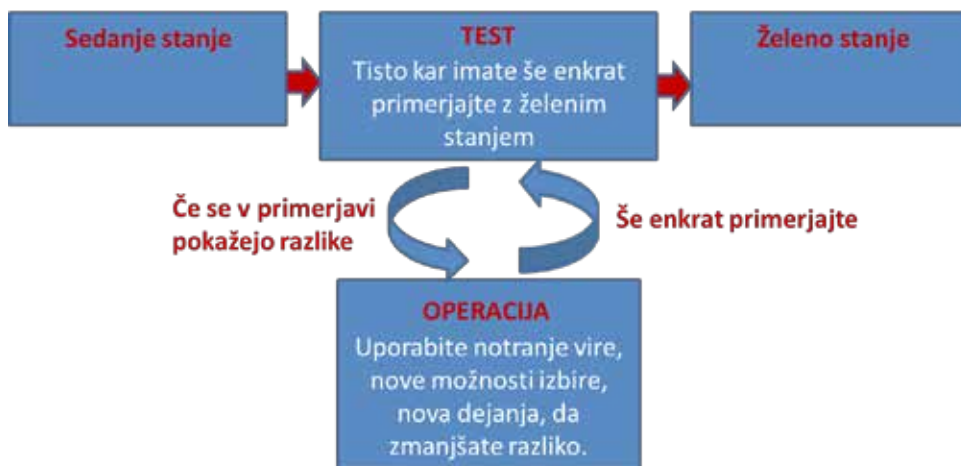 Sedanje stanje
TEST
Tisto kar imate še enkrat
primerjajte z želenim
stanjem
Želeno stanje
Če se v primerjavi
pokažejo razlike
Še enkrat primerjajte
OPERACIJA
Uporabite notranje vire,
nove možnosti izbire,
nova dejanja, da
zmanjšate razliko.